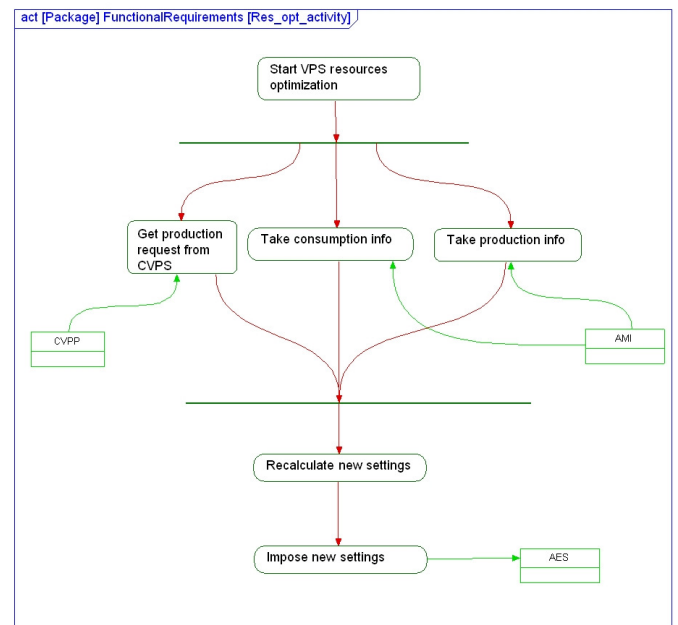 act [Package] FunctionalRequirements [Res_opt_activity]
Start VPS resources
optimization
Get production
request from
CVPS
Take consumption info
Take production info
CVPP
AMI
Recalculate new settings
Impose new settings
AES